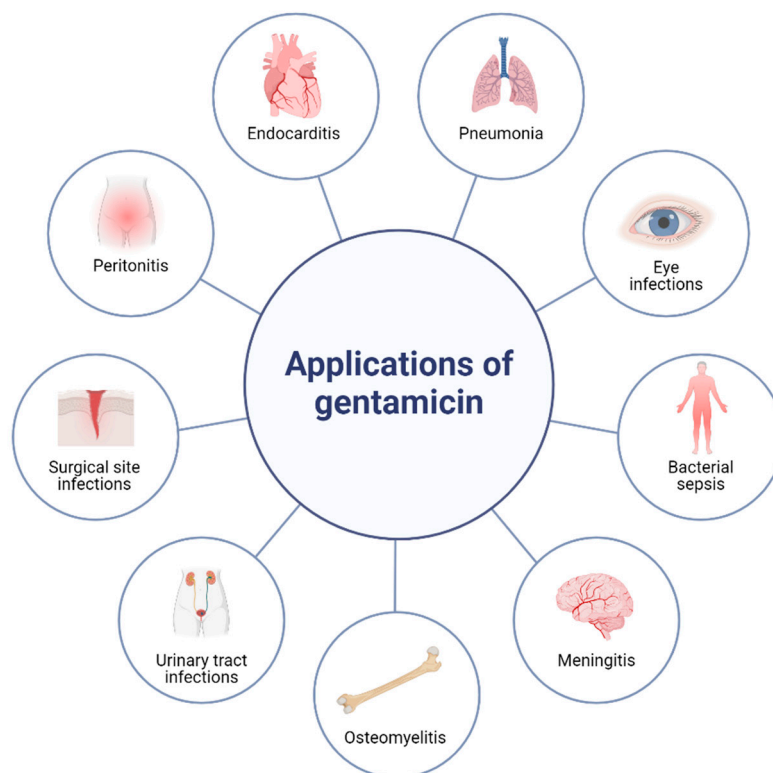 Endocarditis
Pneumonia
Peritonitis
Eye
infections
Applications of
gentamicin
Surgical site
infections
Bacterial
sepsis
Urinary tract
infections
Meningitis
Osteomyelitis